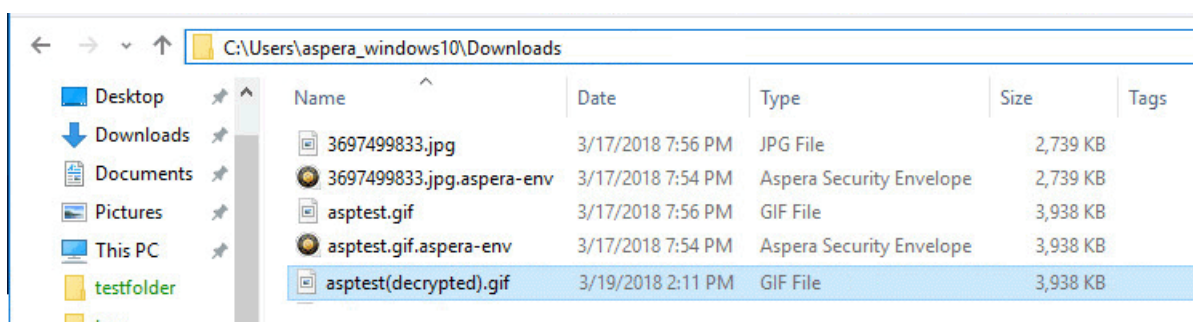 C:\Users\aspera_windows10\Downloads
Desktop
Downloads
Documents
Pictures
This PC
testfolder
Name Date Type Size Tags
3697499833.jpg 3/17/2018 7:56 PM JPG File 2,739 KB
3697499833.jpg.aspera-env 3/17/2018 7:54 PM Aspera Security Envelope 2,739 KB
asptest.gif 3/17/2018 7:56 PM GIF File 3,938 KB
asptest.gif.aspera-env 3/17/2018 7:54 PM Aspera Security Envelope 3,938 KB
asptest(decrypted).gif 3/19/2018 2:11 PM GIF File 3,938 KB